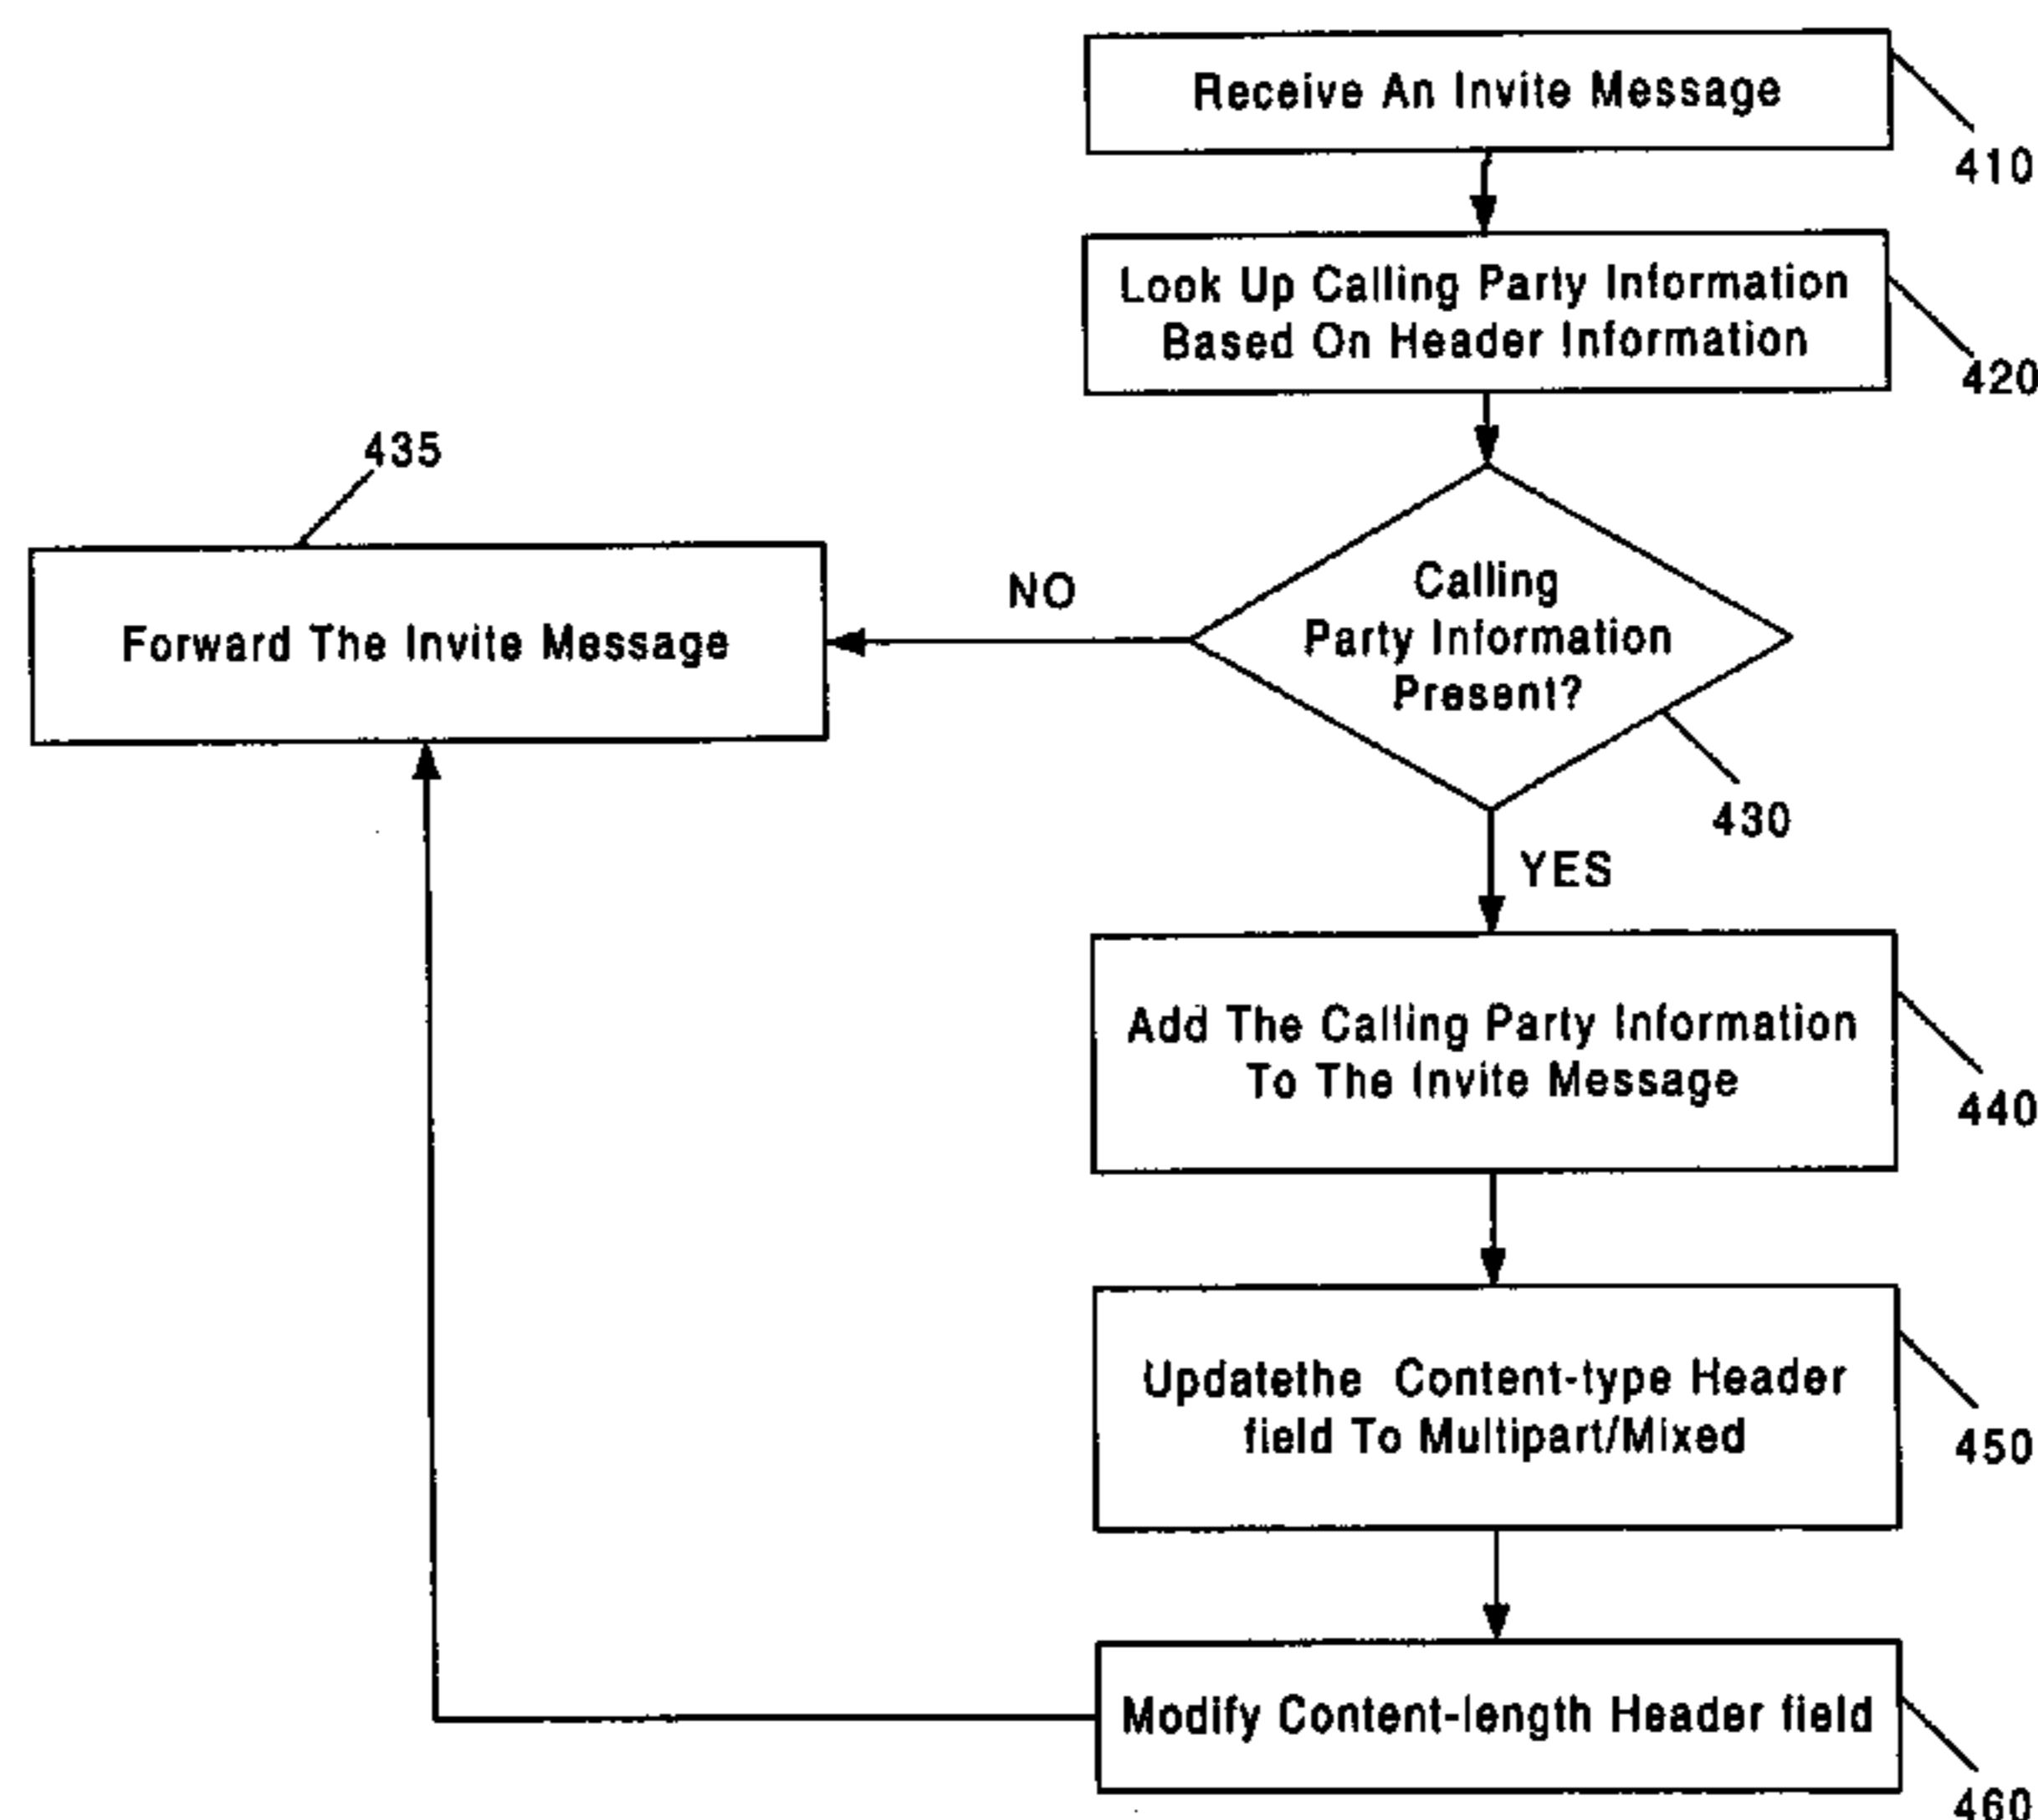 Receive An Invite Message
410
Look Up Calling Party Information
Based On Header Information
420
435
Forward The Invite Message
NO
Calling
Party Information
Present?
430
YES
Add The Calling Party Information
To The Invite Message
440
Updatethe Content-type Header
field To Multipart/Mixed
450
Modify Content-length Header field
460